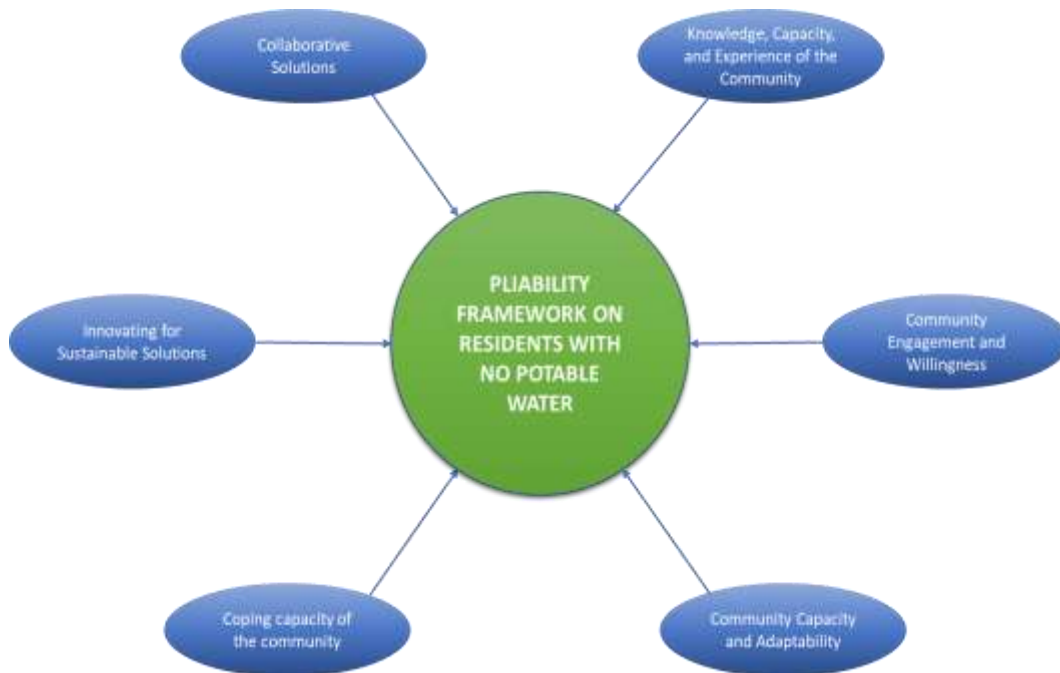 Collaborative
Solutions
Knowledge, Capacity,
and Experience of the
Community
PLIABILITY
FRAMEWORK ON
RESIDENTS WITH
NO POTABLE
WATER
Innovating for
Sustainable Solutions
Community
Engagement and
Willingness
Coping capacity of
the community
Community Capacity
and Adaptability